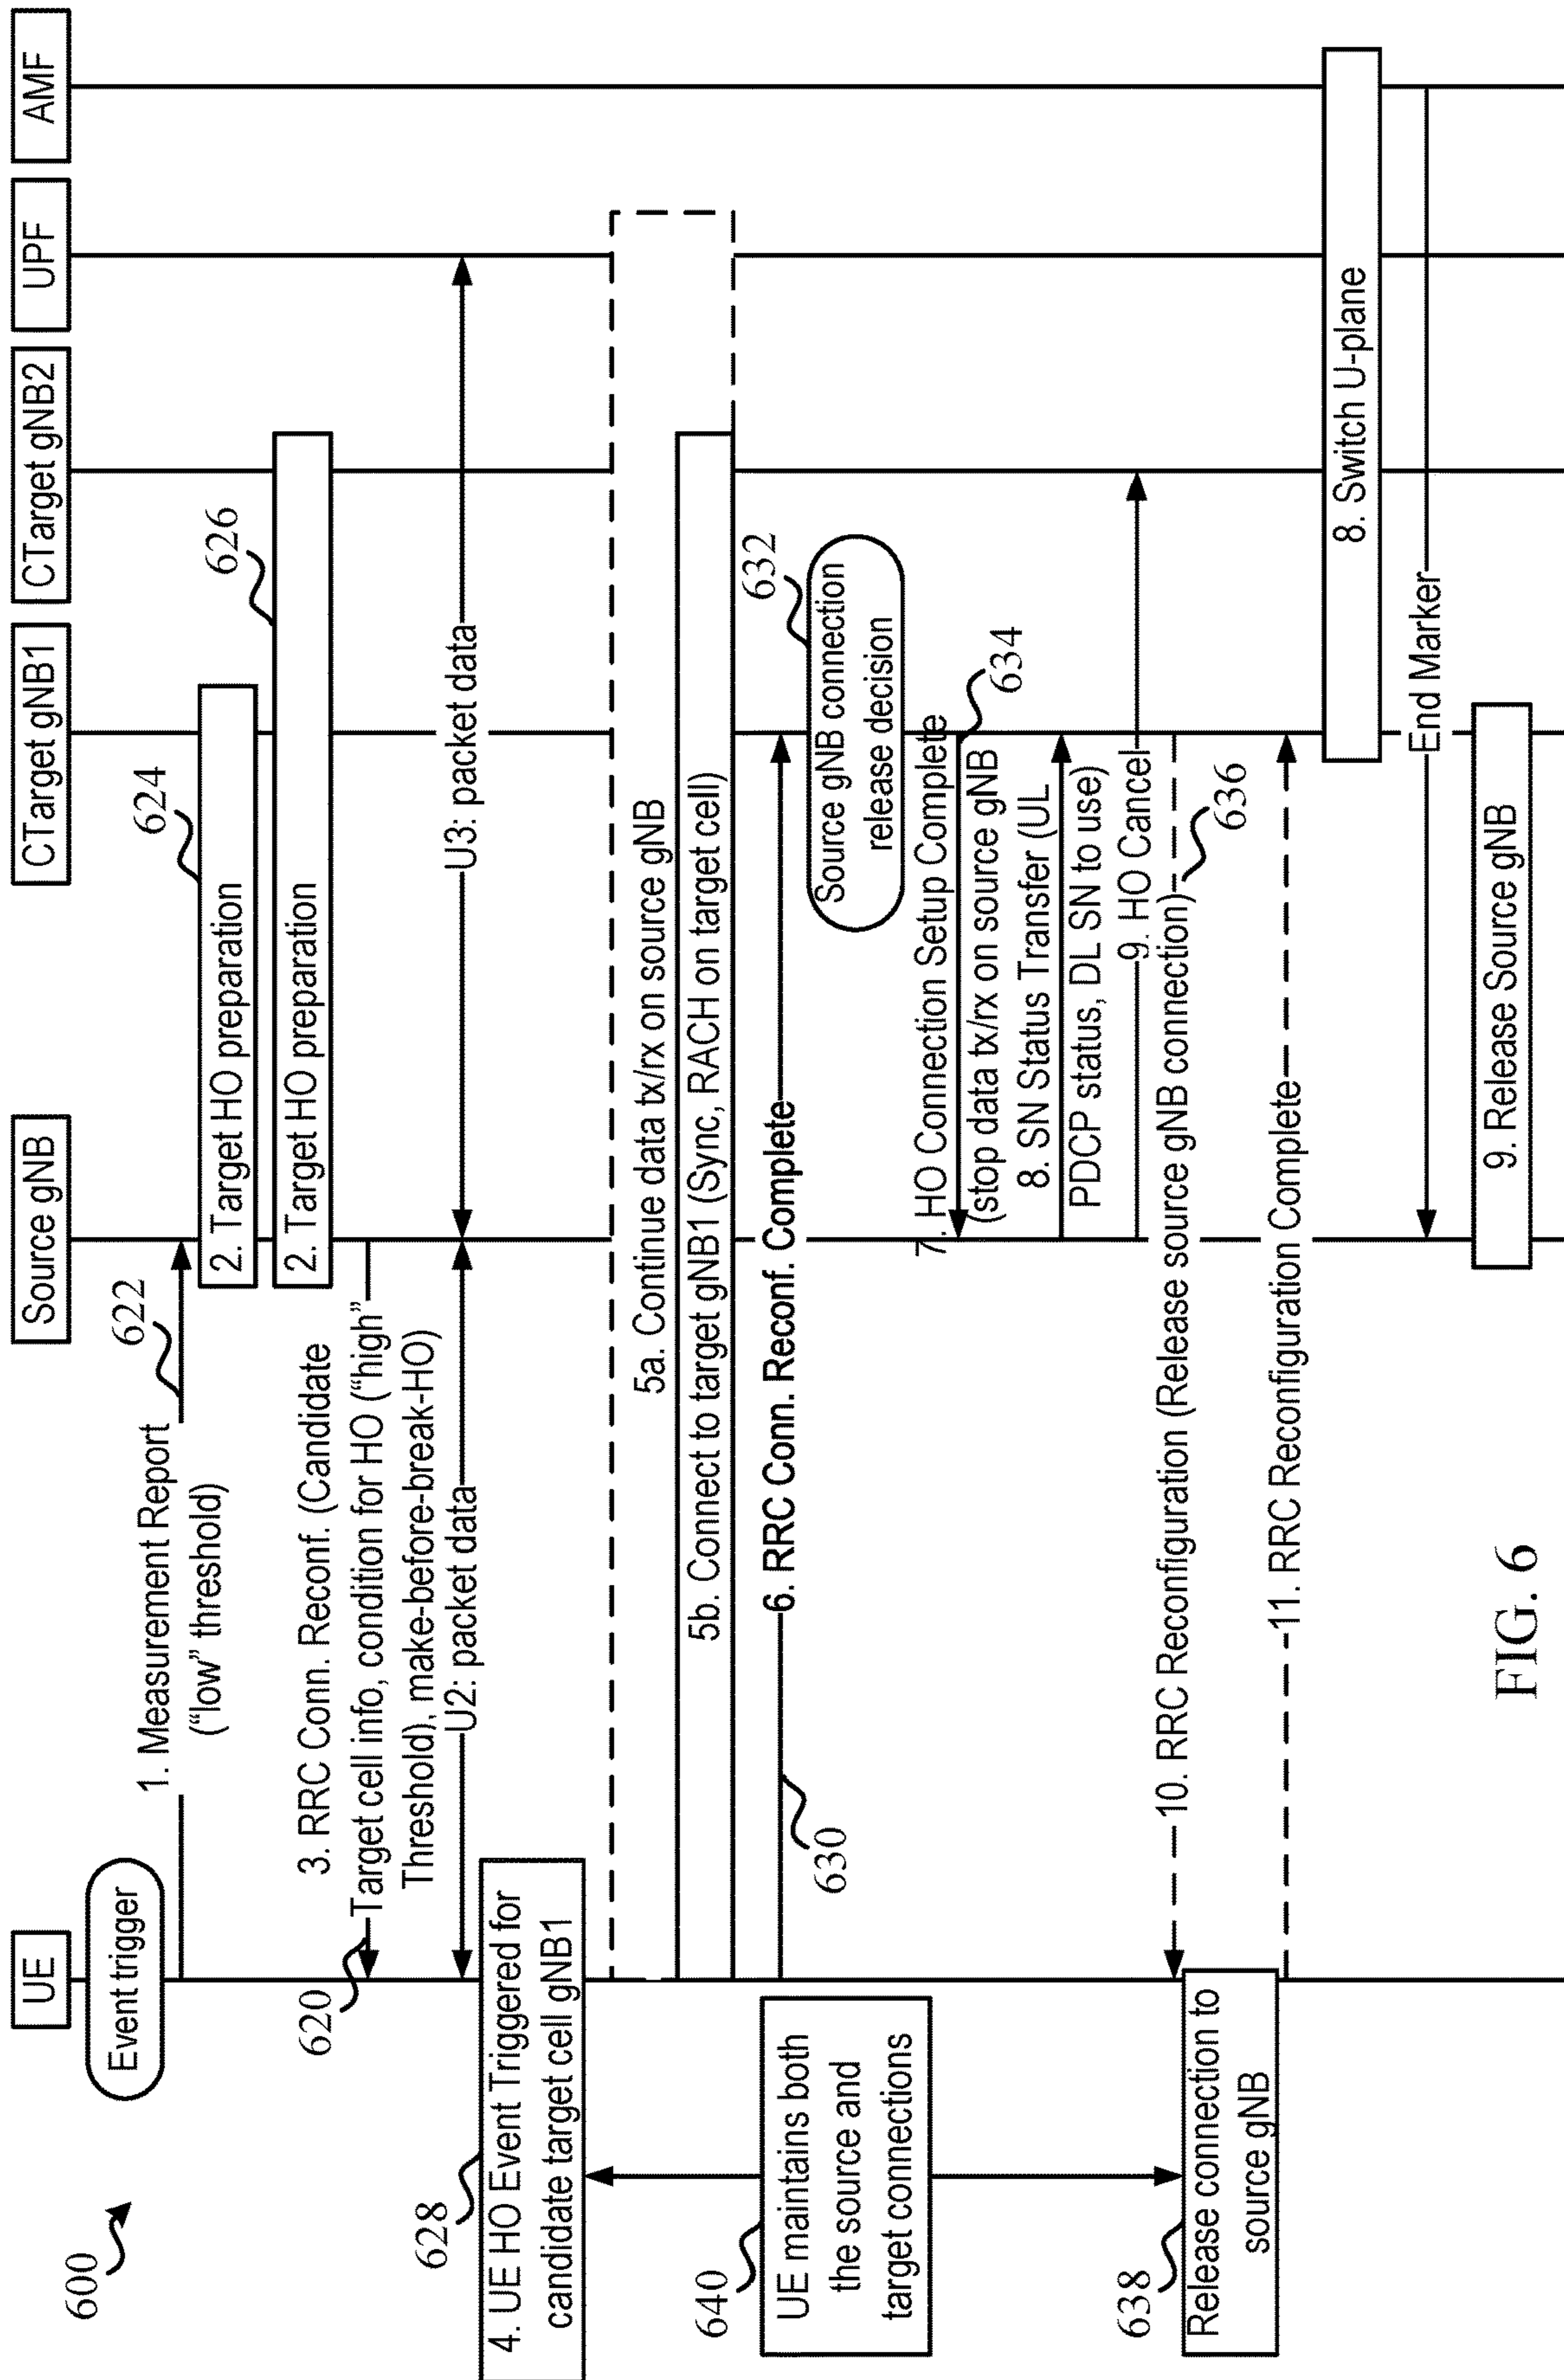 600
UE
Source gNB
CTarget gNB1
CTarget gNB2
UPF
AMF
Event trigger
1. Measurement Report
("low" threshold)
622
2. Target HO preparation
624
2. Target HO preparation
626
620
3. RRC Conn. Reconf. (Candidate
Target cell info, condition for HO ("high"
Threshold), make-before-break-HO)
U2: packet data
U3: packet data
628
4. UE HO Event Triggered for
candidate target cell gNB1
5a. Continue data tx/rx on source gNB
5b. Connect to target gNB1 (Sync, RACH on target cell)
6. RRC Conn. Reconf. Complete
630
640
UE maintains both
the source and
target connections
632
Source gNB connection
release decision
7. HO Connection Setup Complete
(stop data tx/rx on source gNB
634
8. SN Status Transfer (UL
PDCP status, DL SN to use)
9. HO Cancel
10. RRC Reconfiguration (Release source gNB connection)
636
638
Release connection to
source gNB
11. RRC Reconfiguration Complete
8. Switch U-plane
End Marker
9. Release Source gNB
FIG. 6